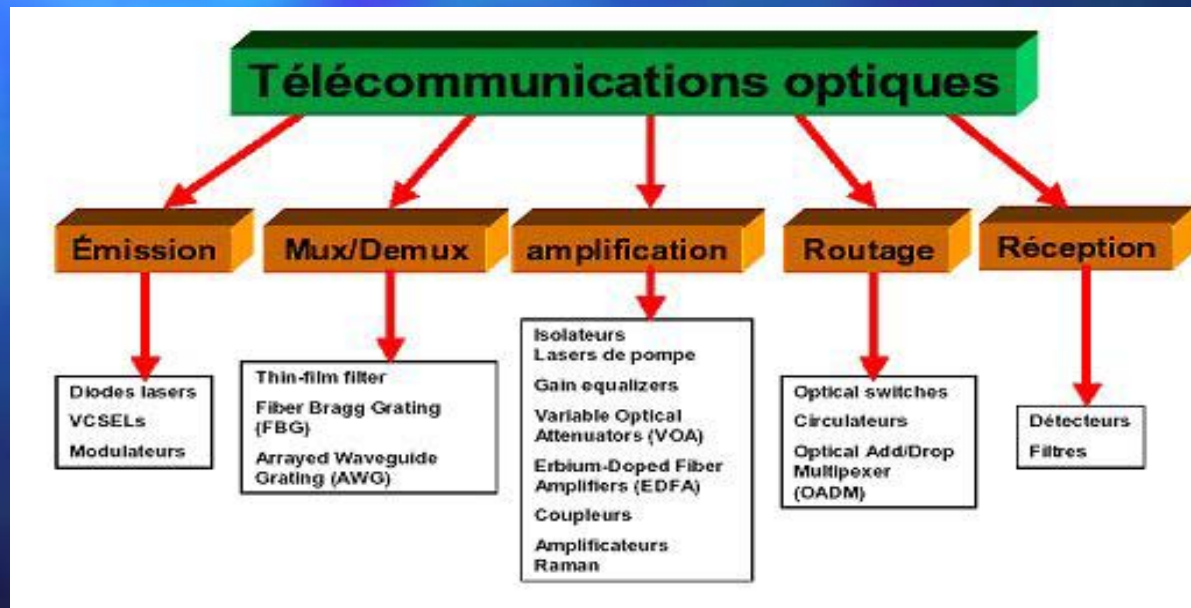 Télécommunications optiques
Émission
Mux/Demux
amplification
Routage
Réception
Diodes lasers
VCSELs
Modulateurs
Thin-film filter
Fiber Bragg Grating
(FBG)
Arrayed Waveguide
Grating (AWG)
Isolateurs
Lasers de pompe
Gain equalizers
Variable Optical
Attenuators (VOA)
Erbium-Doped Fiber
Amplifiers (EDFA)
Coupleurs
Amplificateurs
Raman
Optical switches
Circulateurs
Optical Add/Drop
Multipexer
(OADM)
Détecteurs
Filtres